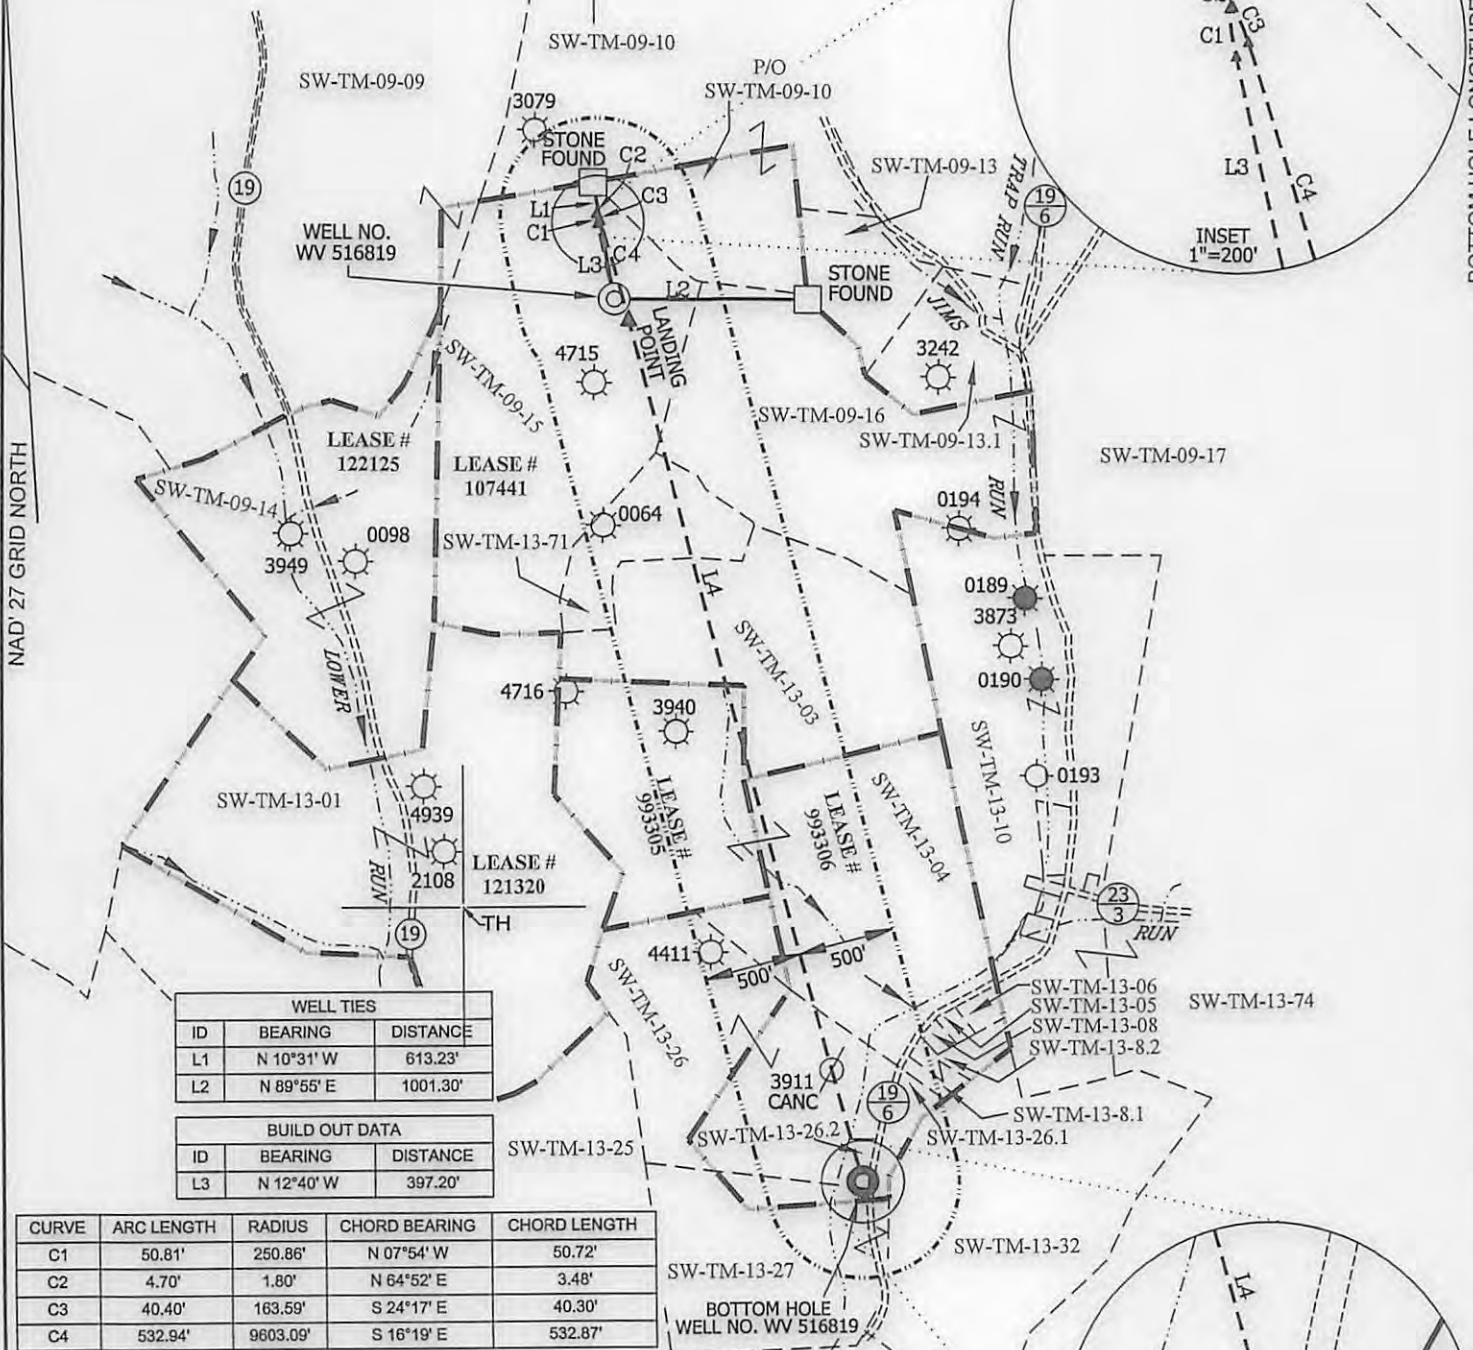 SW-TM-09-10
SW-TM-09-09
P/O
SW-TM-09-10
3079
STONE
FOUND
C2
C3
L1
C1
L3
C4
19
WELL NO.
WV 516819
SW-TM-09-13
TRAP RUN
19
6
C1
C3
L3
C4
INSET
1"=200'
STONE
FOUND
L2
LANDING
POINT
JIMS
RUN
4715
3242
SW-TM-09-15
SW-TM-09-16
SW-TM-09-13.1
SW-TM-09-17
LEASE #
122125
LEASE #
107441
SW-TM-09-14
NAD' 27 GRID NORTH
3949
0098
SW-TM-13-71
0064
0194
0189
3873
0190
L4
LOWER
RUN
4716
3940
SW-TM-13-03
SW-TM-13-10
0193
SW-TM-13-01
4939
2108
LEASE #
121320
TH
19
LEASE #
993305
LEASE #
993306
SW-TM-13-04
23
3
RUN
4411
500'
500'
SW-TM-13-26
SW-TM-13-06
SW-TM-13-05
SW-TM-13-08
SW-TM-13-8.2
SW-TM-13-74
3911
CANC
19
6
SW-TM-13-8.1
SW-TM-13-26.1
SW-TM-13-26.2
SW-TM-13-25
WELL TIES
ID BEARING DISTANCE
L1 N 10°31' W 613.23'
L2 N 89°55' E 1001.30'
BUILD OUT DATA
ID BEARING DISTANCE
L3 N 12°40' W 397.20'
CURVE ARC LENGTH RADIUS CHORD BEARING CHORD LENGTH
C1 50.81' 250.86' N 07°54' W 50.72'
C2 4.70' 1.80' N 64°52' E 3.48'
C3 40.40' 163.59' S 24°17' E 40.30'
C4 532.94' 9603.09' S 16°19' E 532.87'
SW-TM-13-32
SW-TM-13-27
BOTTOM HOLE
WELL NO. WV 516819
L4